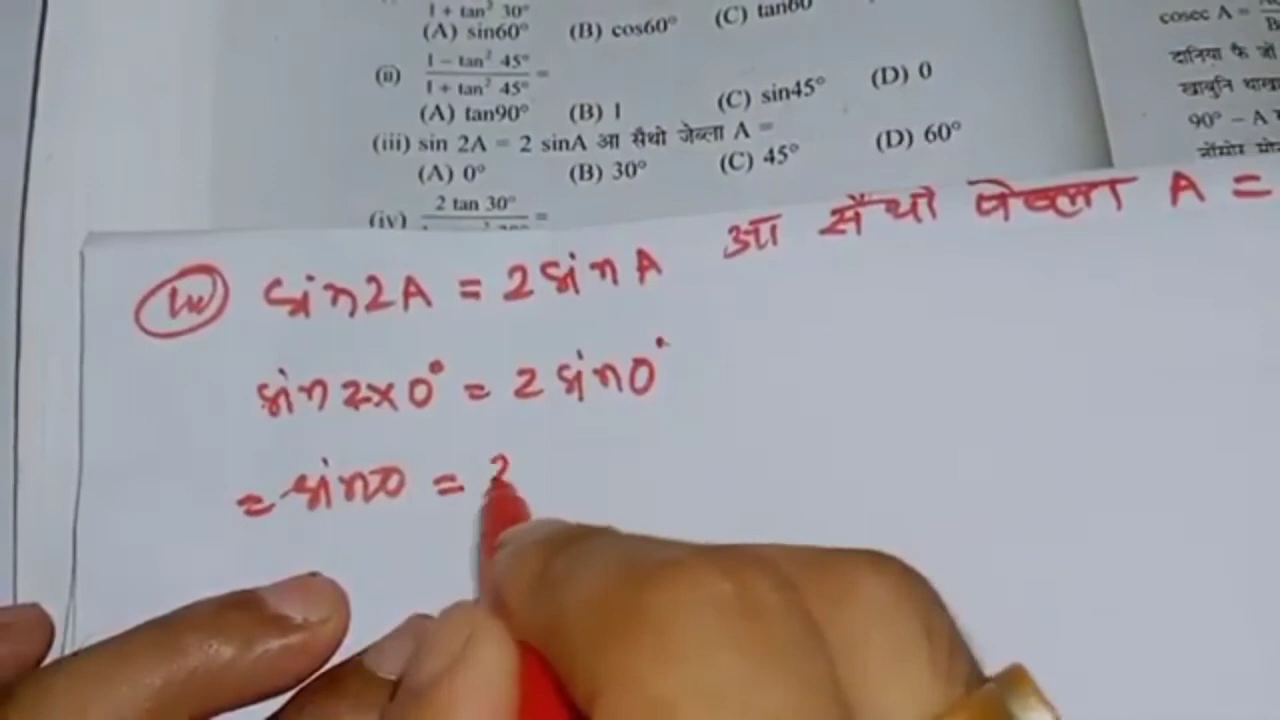 1 + tan² 30°
(A) sin60° (B) cos60° (C) tan60°
(ii) 1 − tan² 45° / 1 + tan² 45° =
(A) tan90° (B) 1 (C) sin45° (D) 0
(iii) sin 2A = 2 sinA आ सैथो जेब्ला A =
(A) 0° (B) 30° (C) 45° (D) 60°
(iv) 2 tan 30° =
cosec A =
दानिया फै जों
खाबुनि थाखा
90° − A
(iii) sin2A = 2sinA आ सैथो जेब्ला A =
sin2×0° = 2sin0°
= sin0 = 2